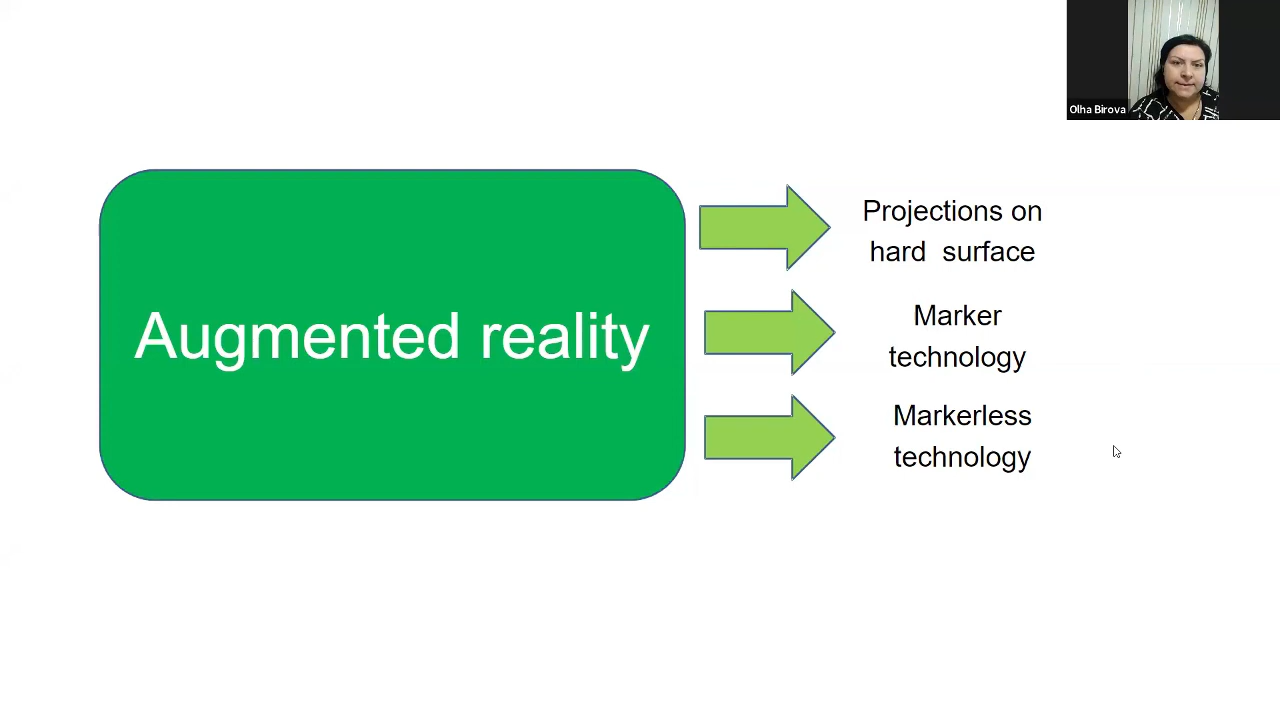 Olha Birova
Augmented reality
Projections on
hard surface
Marker
technology
Markerless
technology